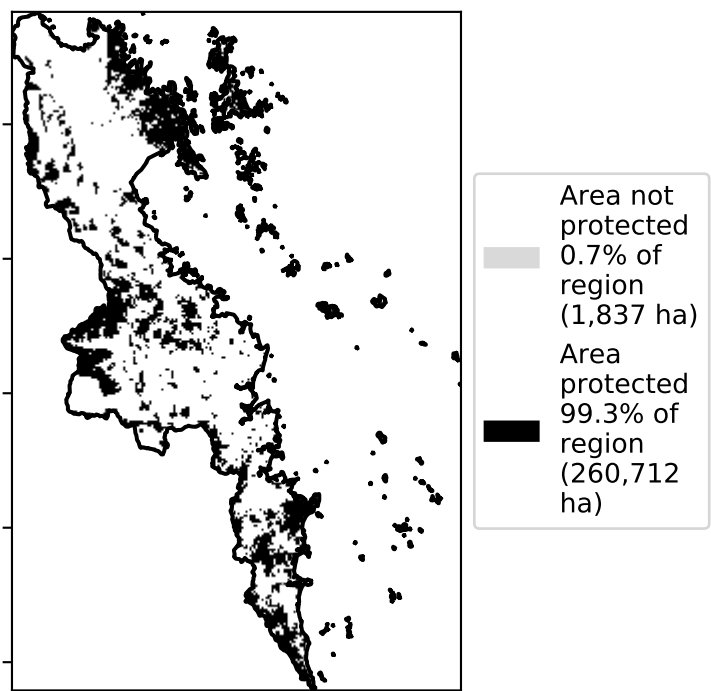 Area not
protected
0.7% of
region
(1,837 ha)
Area
protected
99.3% of
region
(260,712
ha)